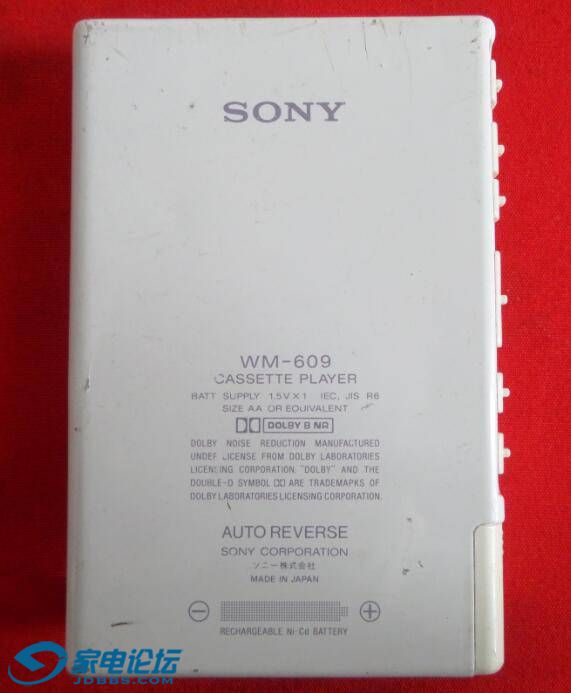 SONY
WM-609
CASSETTE PLAYER
BATT SUPPLY 1.5V X 1 IEC, JIS R6
SIZE AA OR EQUIVALENT
DOLBY B NR
DOLBY NOISE REDUCTION MANUFACTURED
UNDER LICENSE FROM DOLBY LABORATORIES
LICENSING CORPORATION. "DOLBY" AND THE
DOUBLE-D SYMBOL ARE TRADEMARKS OF
DOLBY LABORATORIES LICENSING CORPORATION.
AUTO REVERSE
SONY CORPORATION
ソニー株式会社
MADE IN JAPAN
RECHARGEABLE Ni-Cd BATTERY
家电论坛
JDBBS.COM